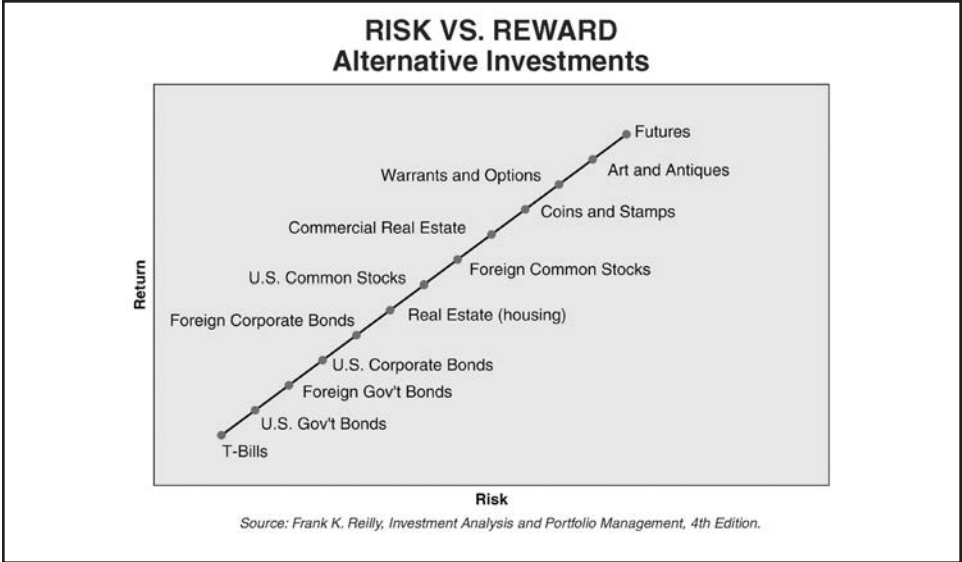 RISK VS. REWARD
Alternative Investments
Futures
Art and Antiques
Warrants and Options
Coins and Stamps
Commercial Real Estate
Foreign Common Stocks
U.S. Common Stocks
Real Estate (housing)
Foreign Corporate Bonds
U.S. Corporate Bonds
Foreign Gov't Bonds
U.S. Gov't Bonds
T-Bills
Return
Risk
Source: Frank K. Reilly, Investment Analysis and Portfolio Management, 4th Edition.